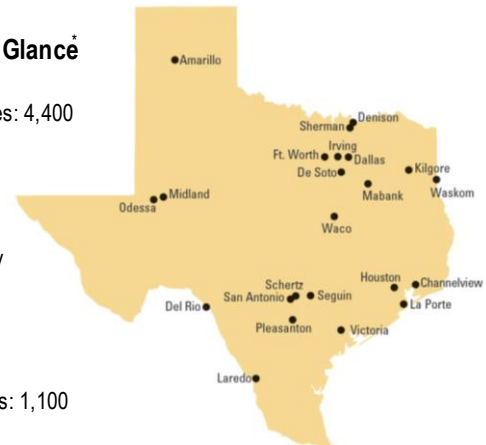 Glance*
es: 4,400
y
s: 1,100
Amarillo
Denison
Sherman
Irving
Ft. Worth
Dallas
De Soto
Kilgore
Mabank
Waskom
Midland
Odessa
Waco
Houston
Channelview
La Porte
Schertz
San Antonio
Seguin
Del Rio
Pleasanton
Victoria
Laredo